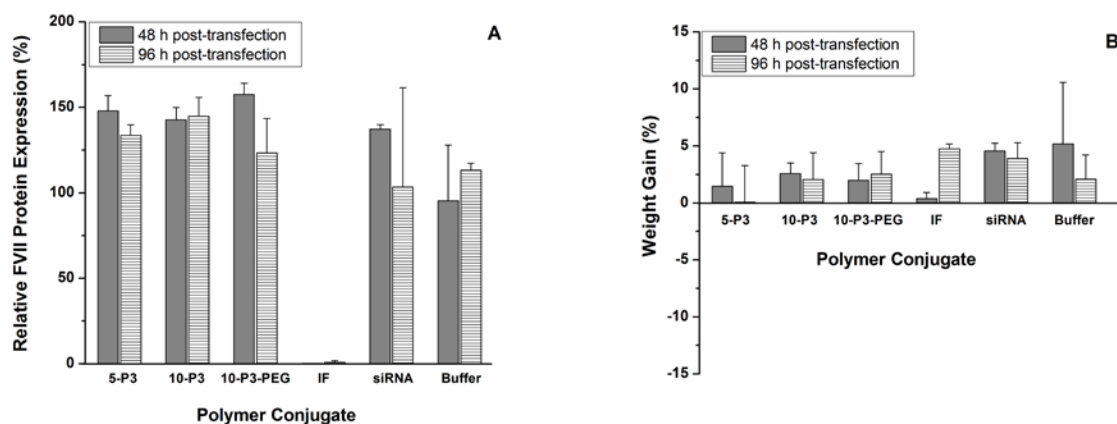 A
48 h post-transfection
96 h post-transfection
Relative FVII Protein Expression (%)
200
150
100
50
0
5-P3 10-P3 10-P3-PEG IF siRNA Buffer
Polymer Conjugate
B
48 h post-transfection
96 h post-transfection
Weight Gain (%)
15
10
5
0
-5
-10
-15
5-P3 10-P3 10-P3-PEG IF siRNA Buffer
Polymer Conjugate